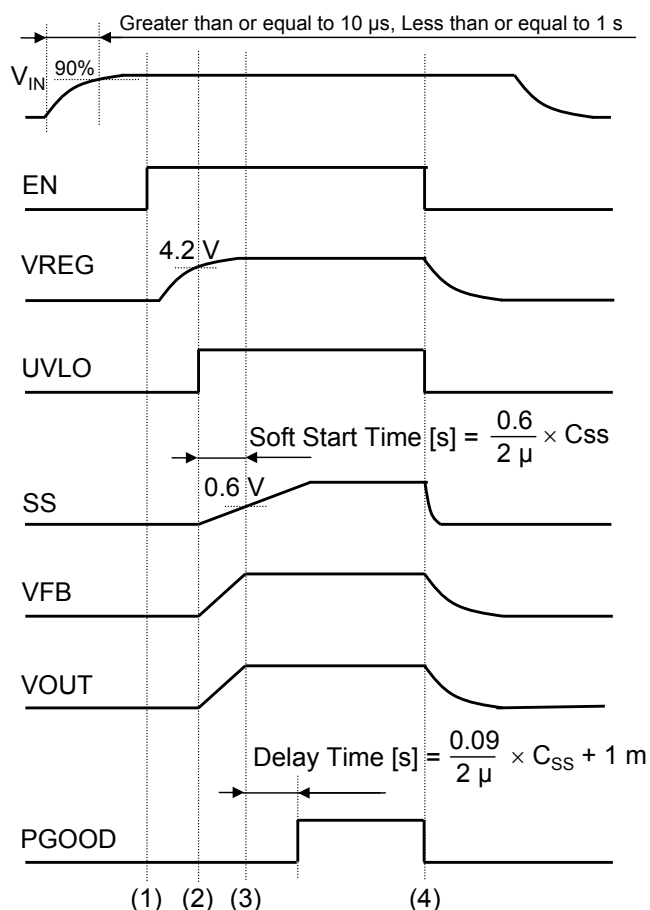 Greater than or equal to 10 µs, Less than or equal to 1 s
V_IN 90%
EN
VREG 4.2 V
UVLO
Soft Start Time [s] = 0.6 / 2 µ × Css
SS 0.6 V
VFB
VOUT
Delay Time [s] = 0.09 / 2 µ × C_SS + 1 m
PGOOD
(1) (2) (3) (4)